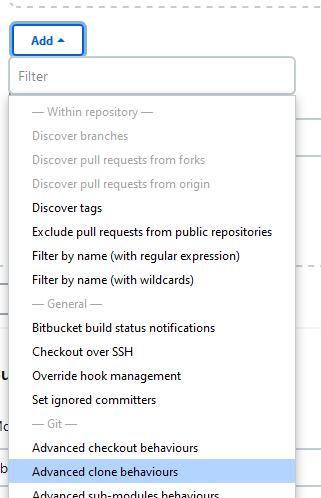 Add
Filter
— Within repository —
Discover branches
Discover pull requests from forks
Discover pull requests from origin
Discover tags
Exclude pull requests from public repositories
Filter by name (with regular expression)
Filter by name (with wildcards)
— General —
Bitbucket build status notifications
Checkout over SSH
Override hook management
Set ignored committers
— Git —
Advanced checkout behaviours
Advanced clone behaviours
Advanced sub-modules behaviours